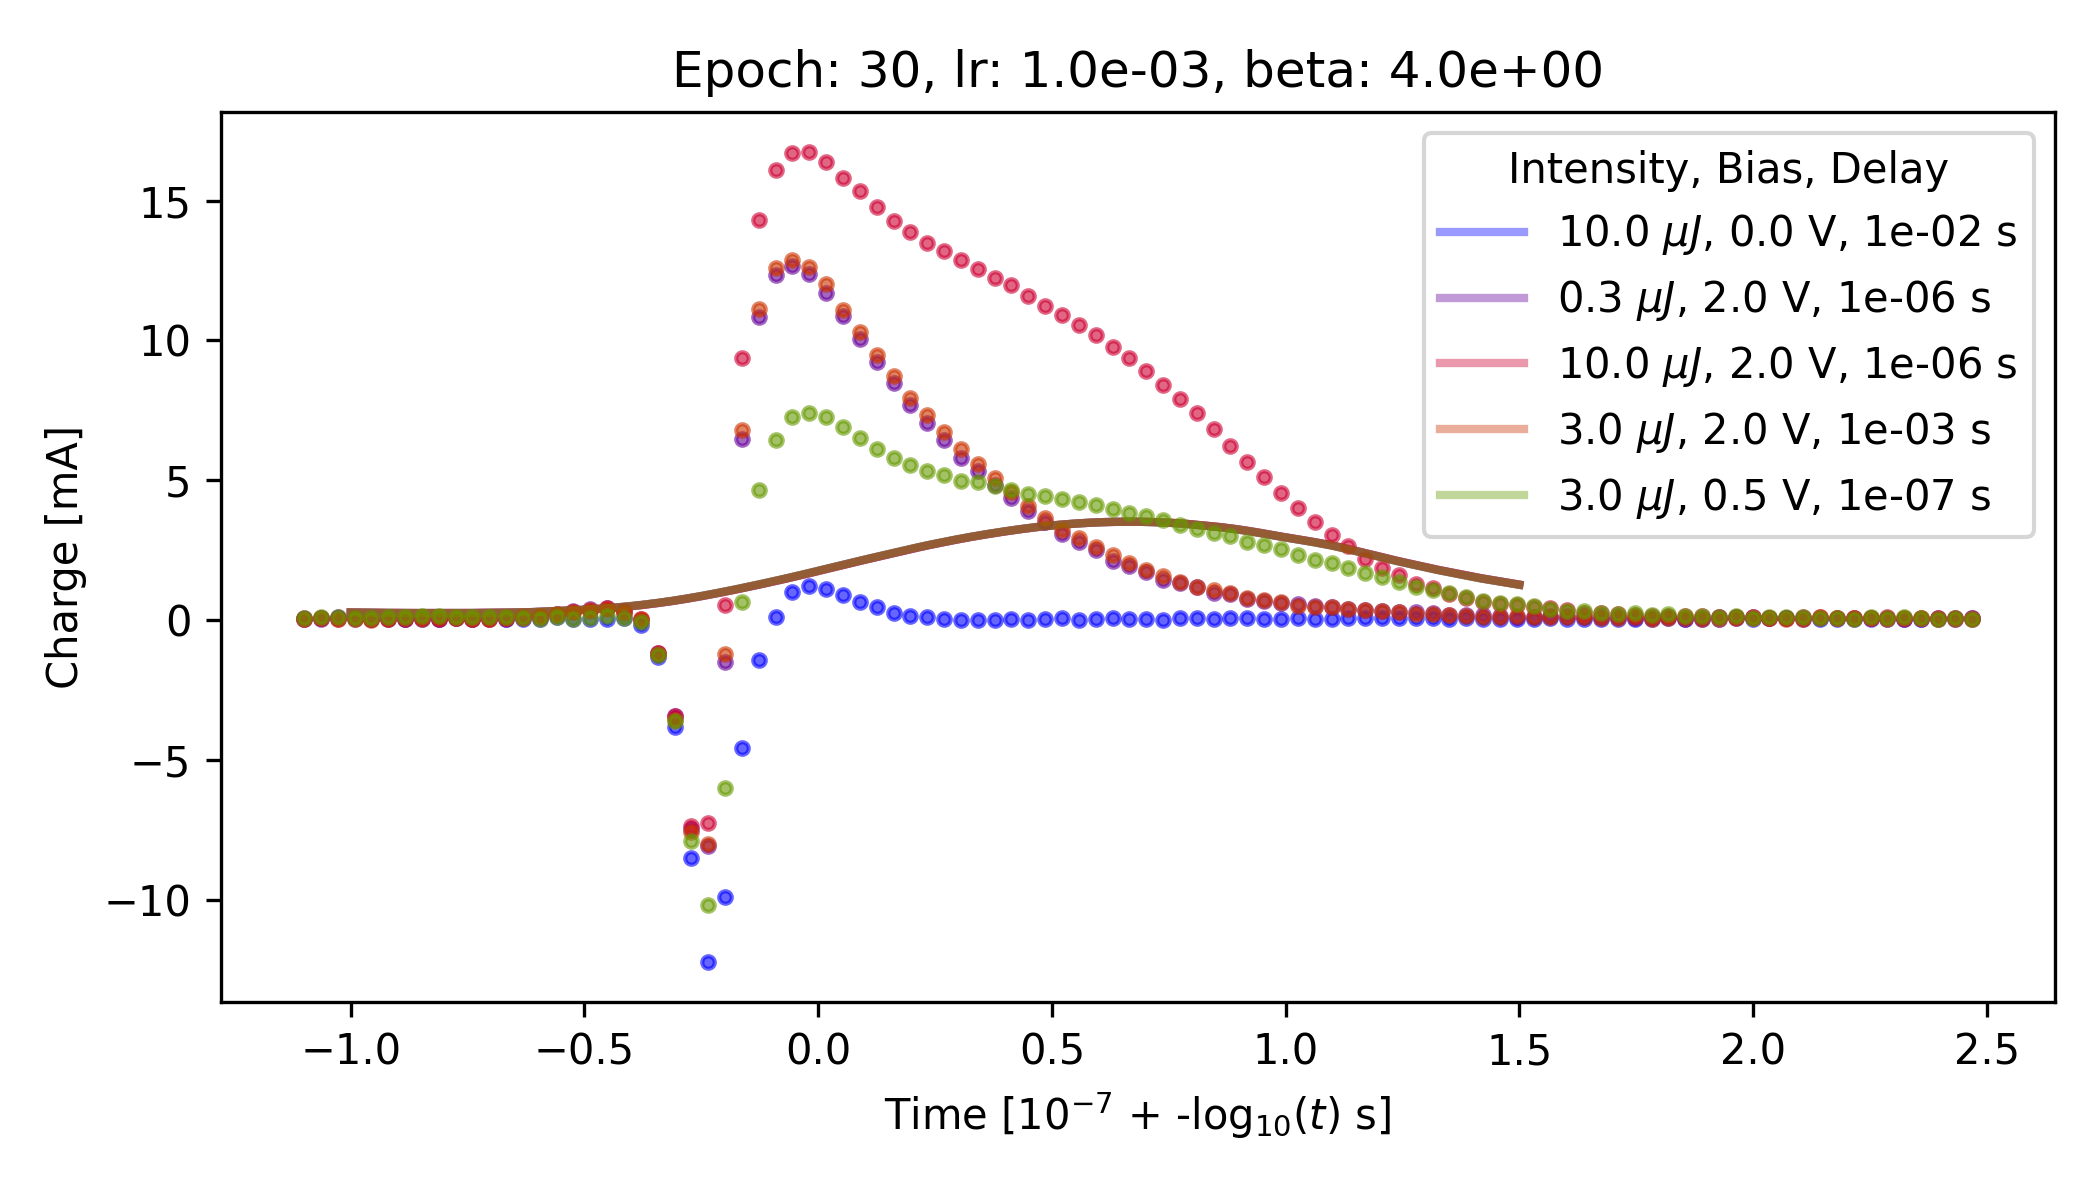 Epoch: 30, lr: 1.0e-03, beta: 4.0e+00
Charge [mA]
15
10
5
0
−5
−10
Intensity, Bias, Delay
10.0 μJ, 0.0 V, 1e-02 s
0.3 μJ, 2.0 V, 1e-06 s
10.0 μJ, 2.0 V, 1e-06 s
3.0 μJ, 2.0 V, 1e-03 s
3.0 μJ, 0.5 V, 1e-07 s
−1.0 −0.5 0.0 0.5 1.0 1.5 2.0 2.5
Time [10⁻⁷ + -log₁₀(t) s]